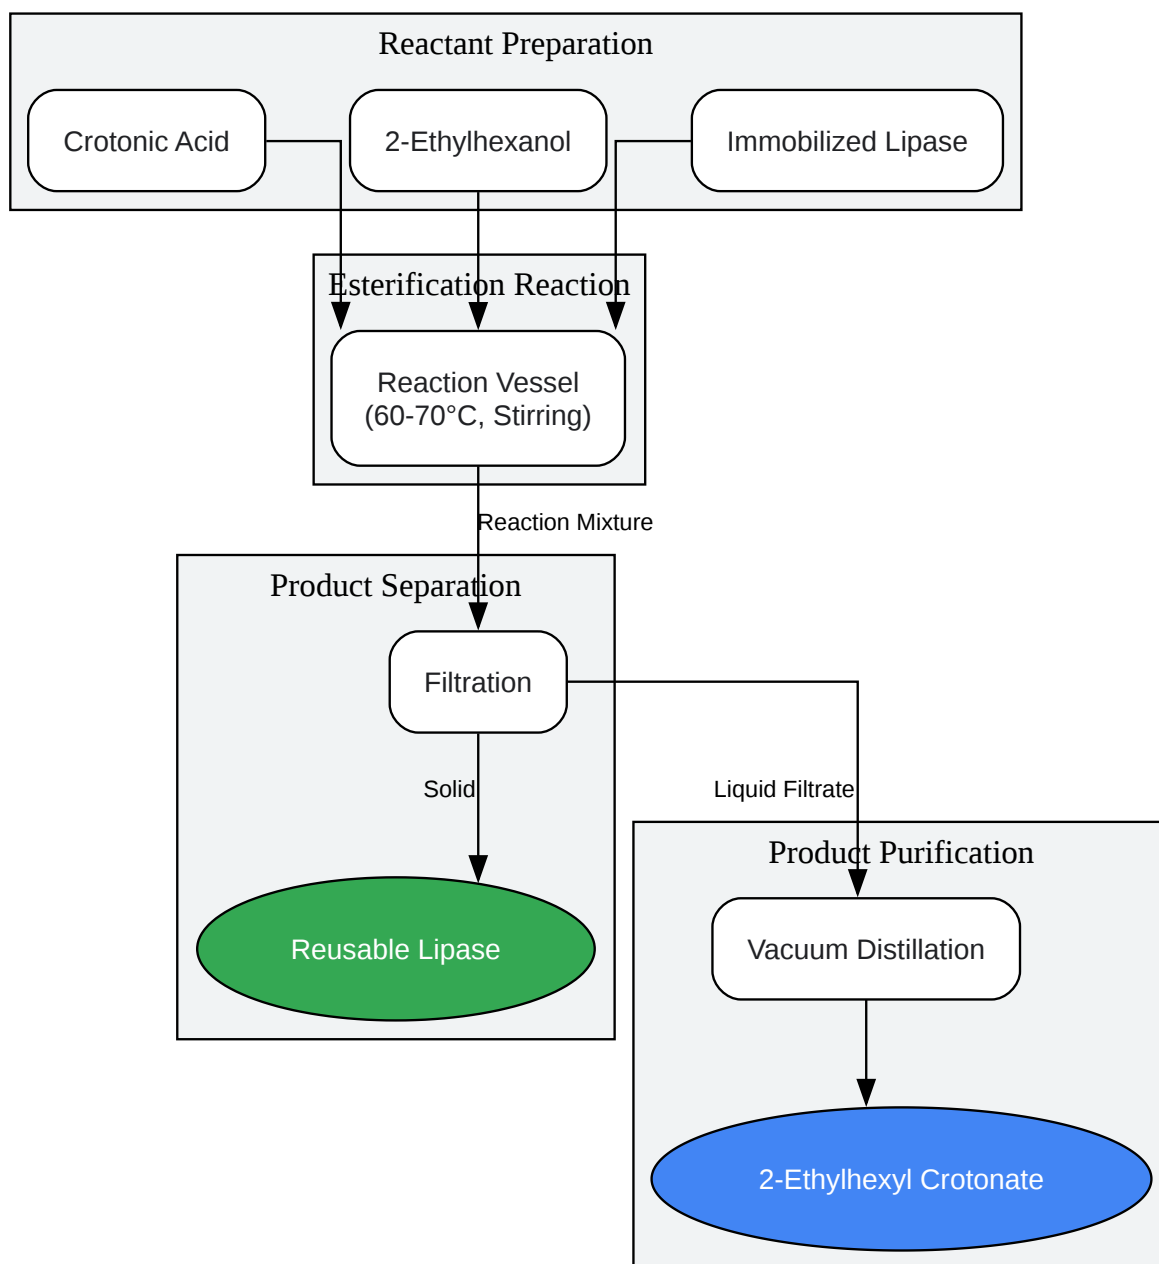 Reactant Preparation
Crotonic Acid
2-Ethylhexanol
Immobilized Lipase
Esterification Reaction
Reaction Vessel
(60-70°C, Stirring)
Reaction Mixture
Product Separation
Filtration
Solid
Liquid Filtrate
Product Purification
Reusable Lipase
Vacuum Distillation
2-Ethylhexyl Crotonate